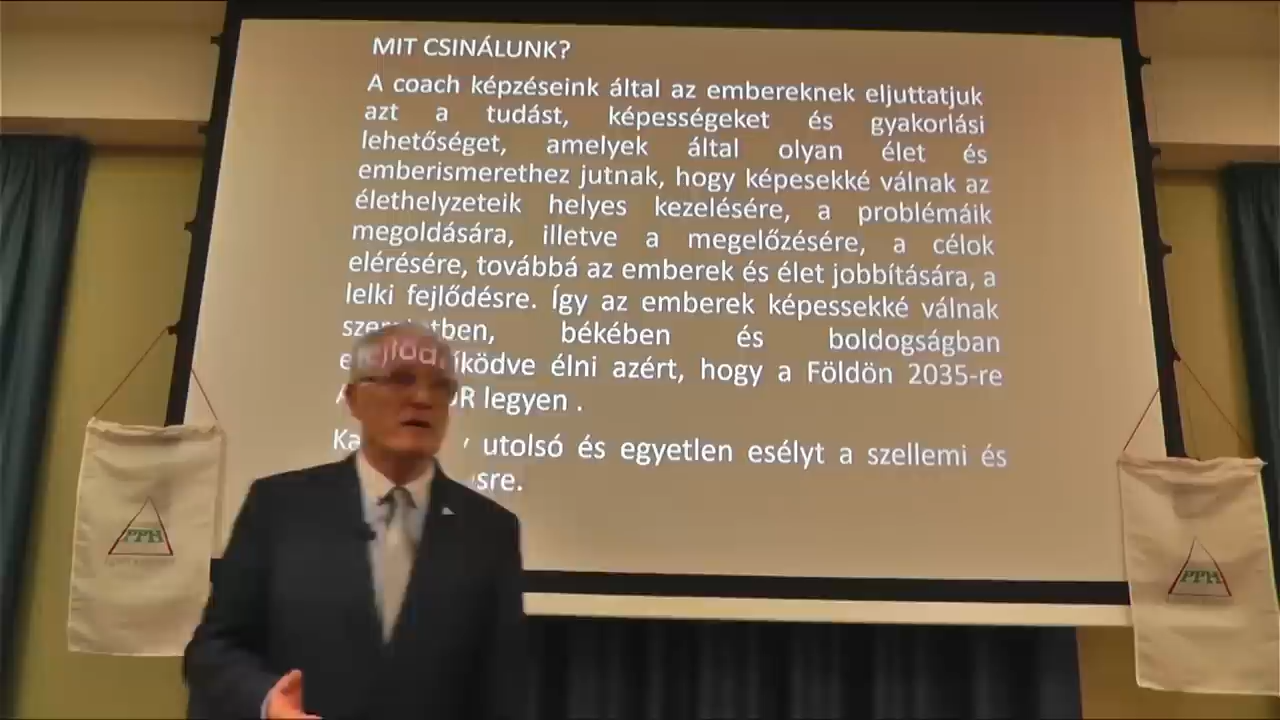 MIT CSINÁLUNK?
A coach képzéseink által az embereknek eljuttatjuk
azt a tudást, képességeket és gyakorlási
lehetőséget, amelyek által olyan élet és
emberismerethez jutnak, hogy képesekké válnak az
élethelyzeteik helyes kezelésére, a problémáik
megoldására, illetve a megelőzésére, a célok
elérésére, továbbá az emberek és élet jobbítására, a
lelki fejlődésre. Így az emberek képessekké válnak
békében és boldogságban
élni azért, hogy a Földön 2035-re
legyen .
utolsó és egyetlen esélyt a szellemi és
PPH
PPH